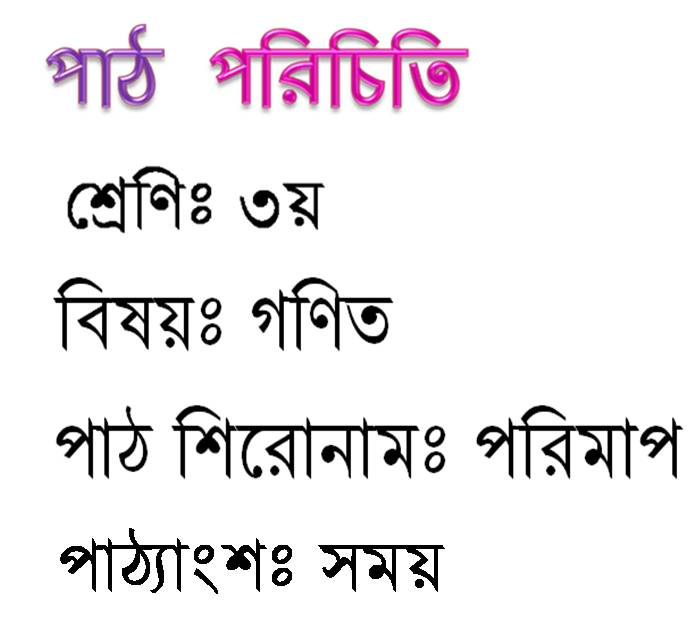 পাঠ পরিচিতি
শ্রেণিঃ ৩য়
বিষয়ঃ গণিত
পাঠ শিরোনামঃ পরিমাপ
পাঠ্যাংশঃ সময়